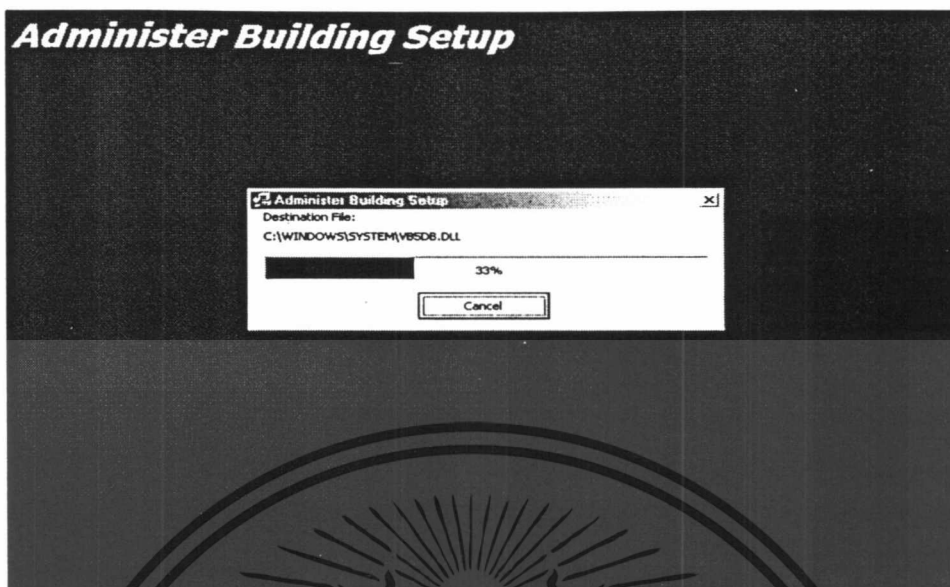 Administer Building Setup
Administer Building Setup
Destination File:
C:\WINDOWS\SYSTEM\VB5DB.DLL
33%
Cancel